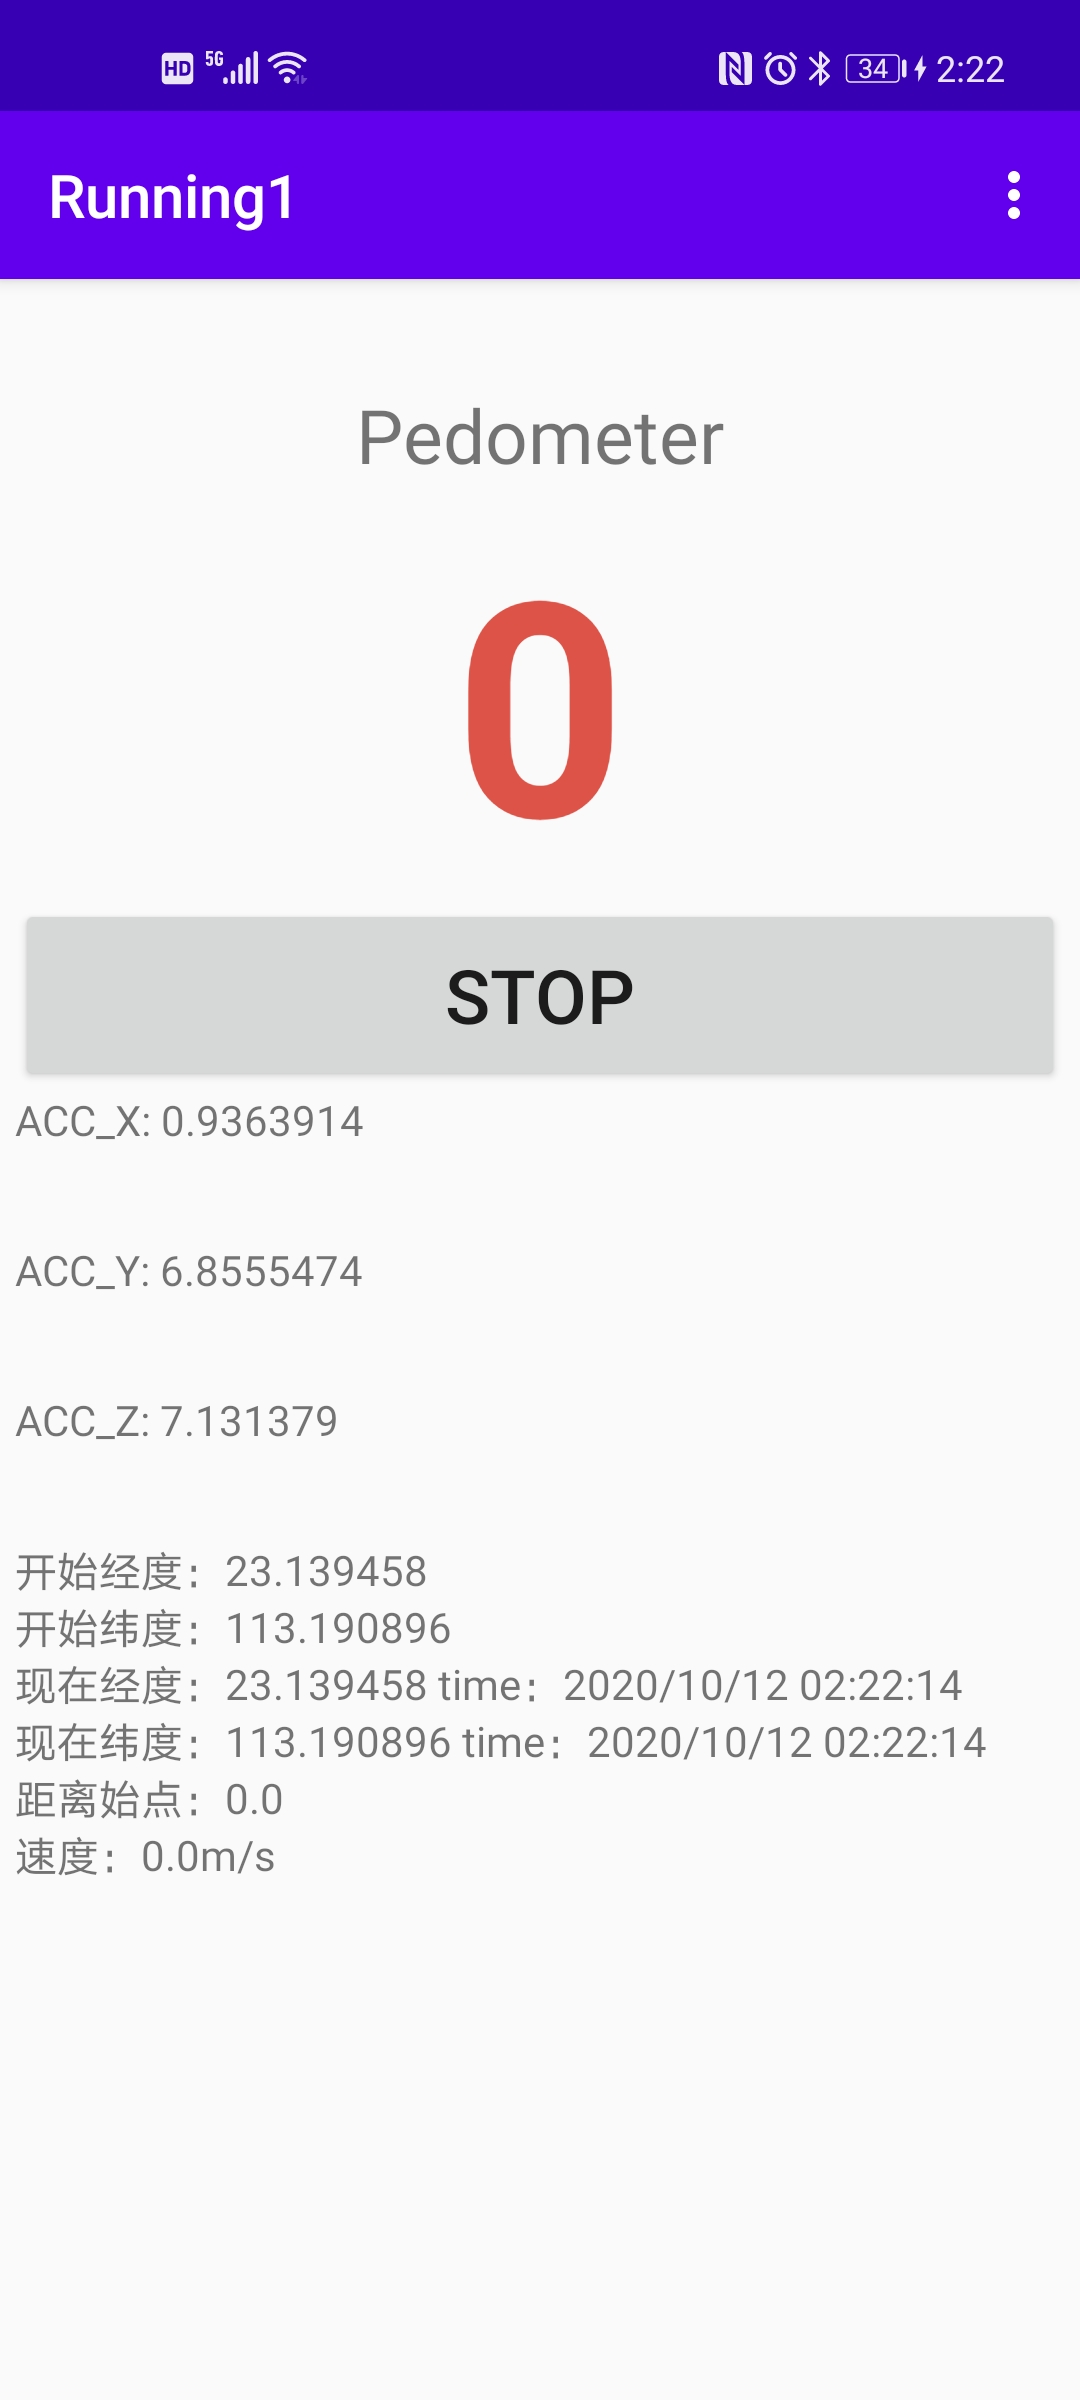 HD 5G 34 2:22
Running1
Pedometer
0
STOP
ACC_X: 0.9363914
ACC_Y: 6.8555474
ACC_Z: 7.131379
开始经度：23.139458
开始纬度：113.190896
现在经度：23.139458 time：2020/10/12 02:22:14
现在纬度：113.190896 time：2020/10/12 02:22:14
距离始点：0.0
速度：0.0m/s